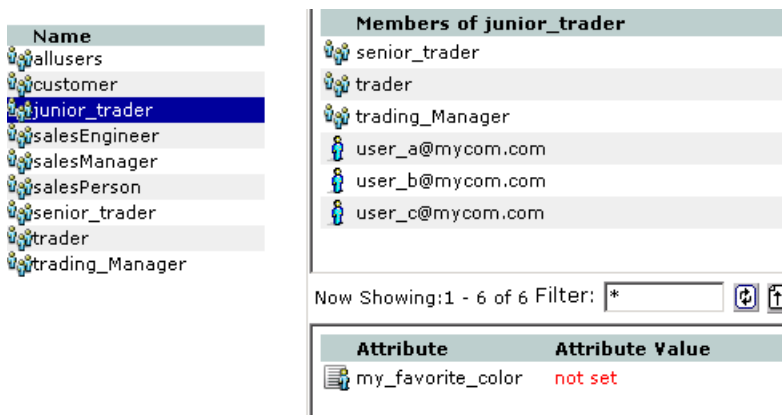 Name
allusers
customer
junior_trader
salesEngineer
salesManager
salesPerson
senior_trader
trader
trading_Manager
Members of junior_trader
senior_trader
trader
trading_Manager
user_a@mycom.com
user_b@mycom.com
user_c@mycom.com
Now Showing:1 - 6 of 6 Filter: *
Attribute Attribute Value
my_favorite_color not set